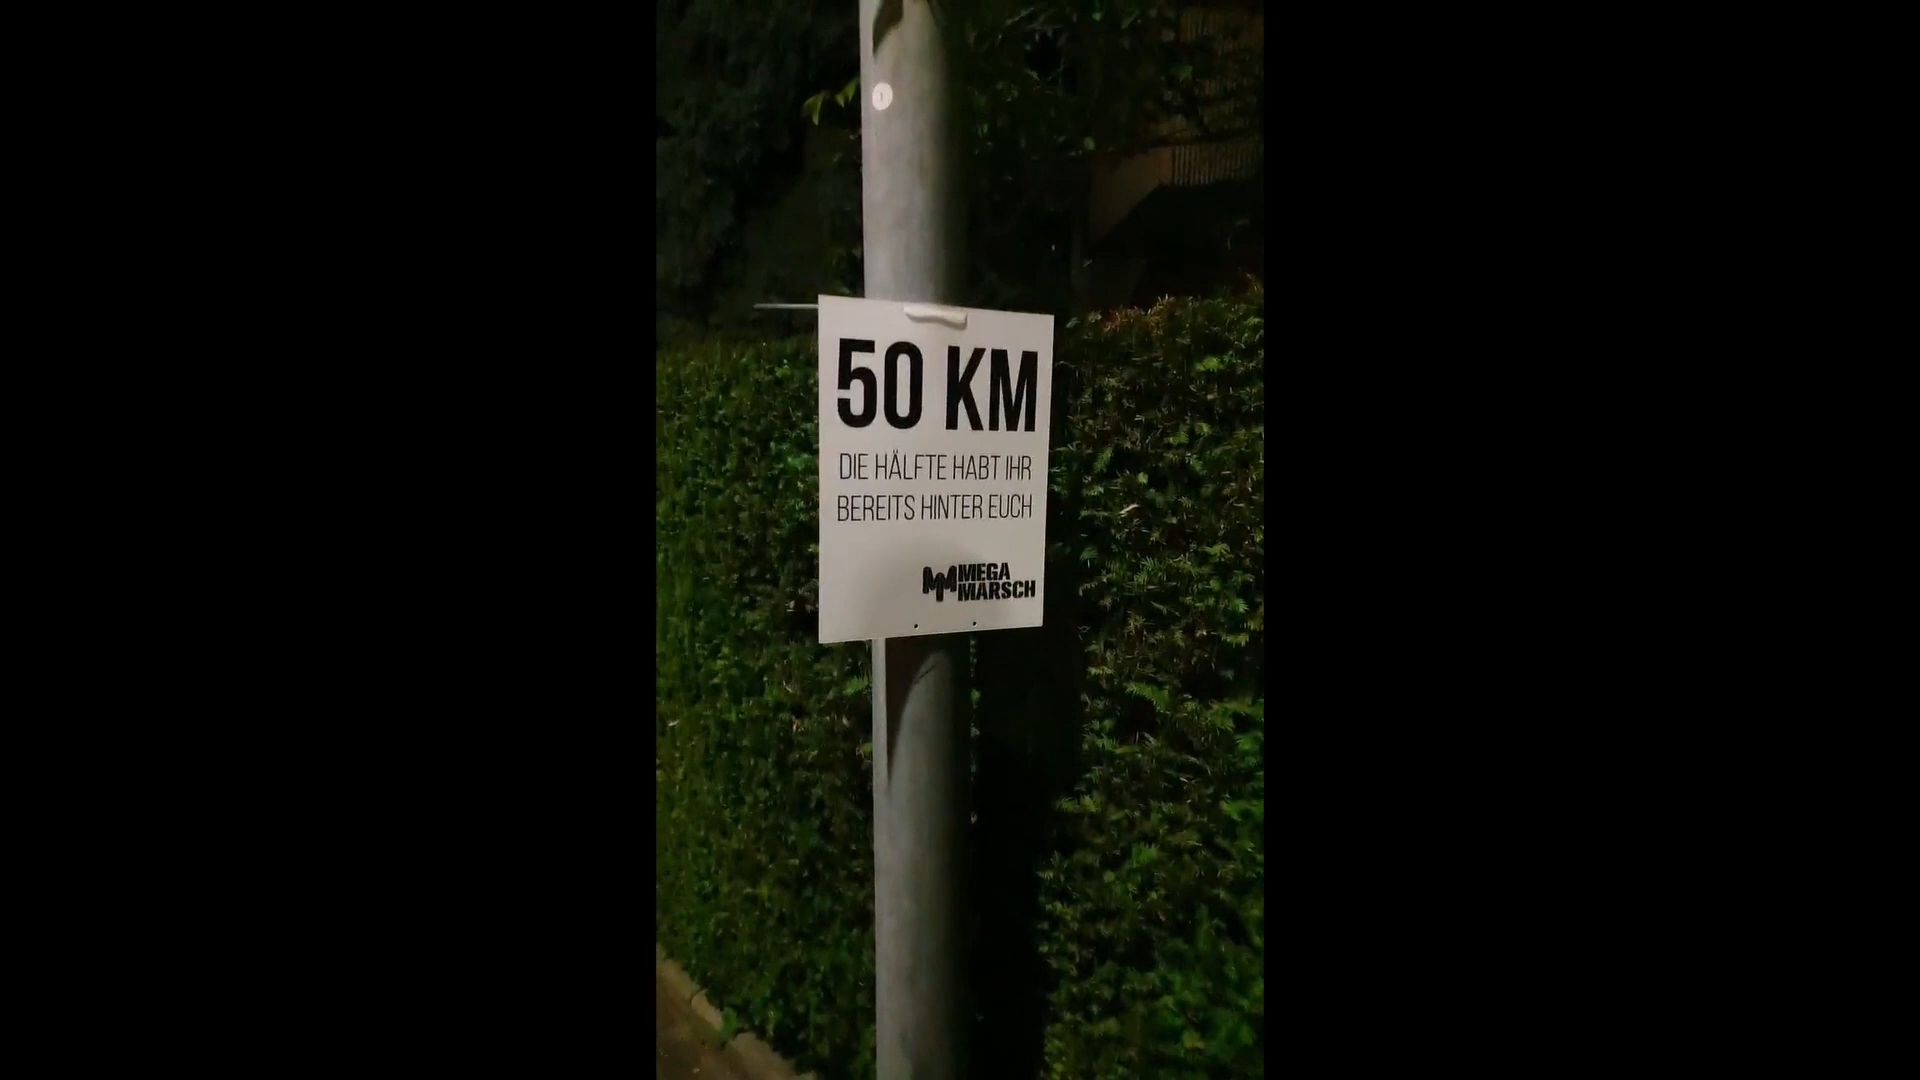 50 KM
DIE HÄLFTE HABT IHR
BEREITS HINTER EUCH
MEGA
MARSCH